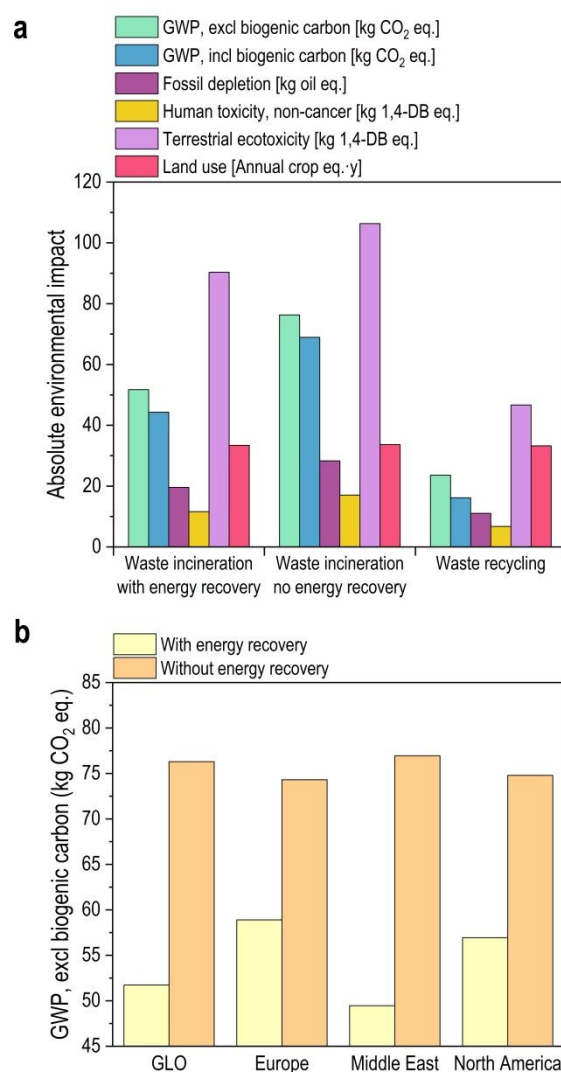 a
GWP, excl biogenic carbon [kg CO₂ eq.]
GWP, incl biogenic carbon [kg CO₂ eq.]
Fossil depletion [kg oil eq.]
Human toxicity, non-cancer [kg 1,4-DB eq.]
Terrestrial ecotoxicity [kg 1,4-DB eq.]
Land use [Annual crop eq.·y]
Absolute environmental impact
120
100
80
60
40
20
0
Waste incineration
with energy recovery
Waste incineration
no energy recovery
Waste recycling
b
With energy recovery
Without energy recovery
GWP, excl biogenic carbon (kg CO₂ eq.)
85
80
75
70
65
60
55
50
45
GLO
Europe
Middle East
North America